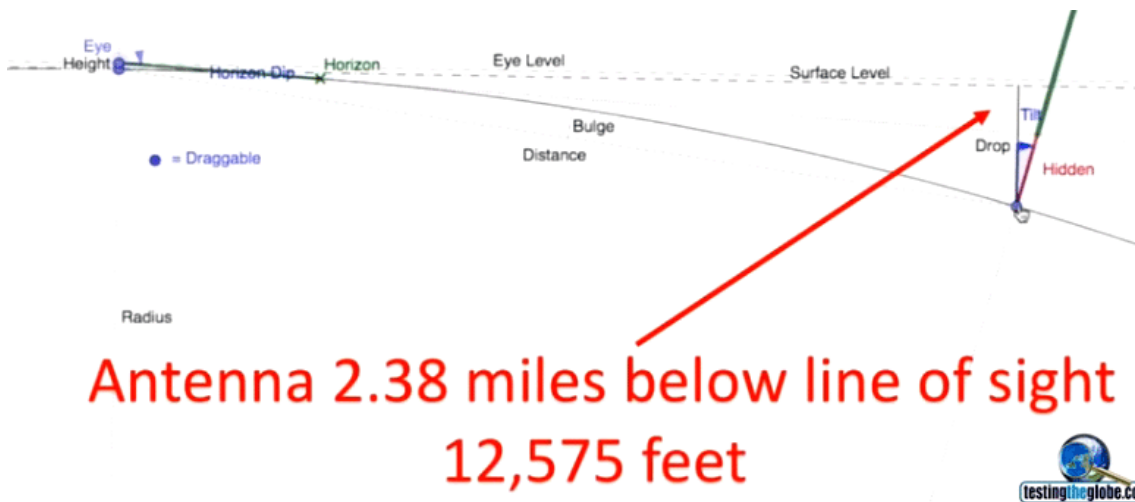 Eye
Height
Horizon Dip
Horizon
Eye Level
Surface Level
Bulge
Distance
= Draggable
Tilt
Drop
Hidden
Radius
Antenna 2.38 miles below line of sight
12,575 feet
testingtheglobe.co